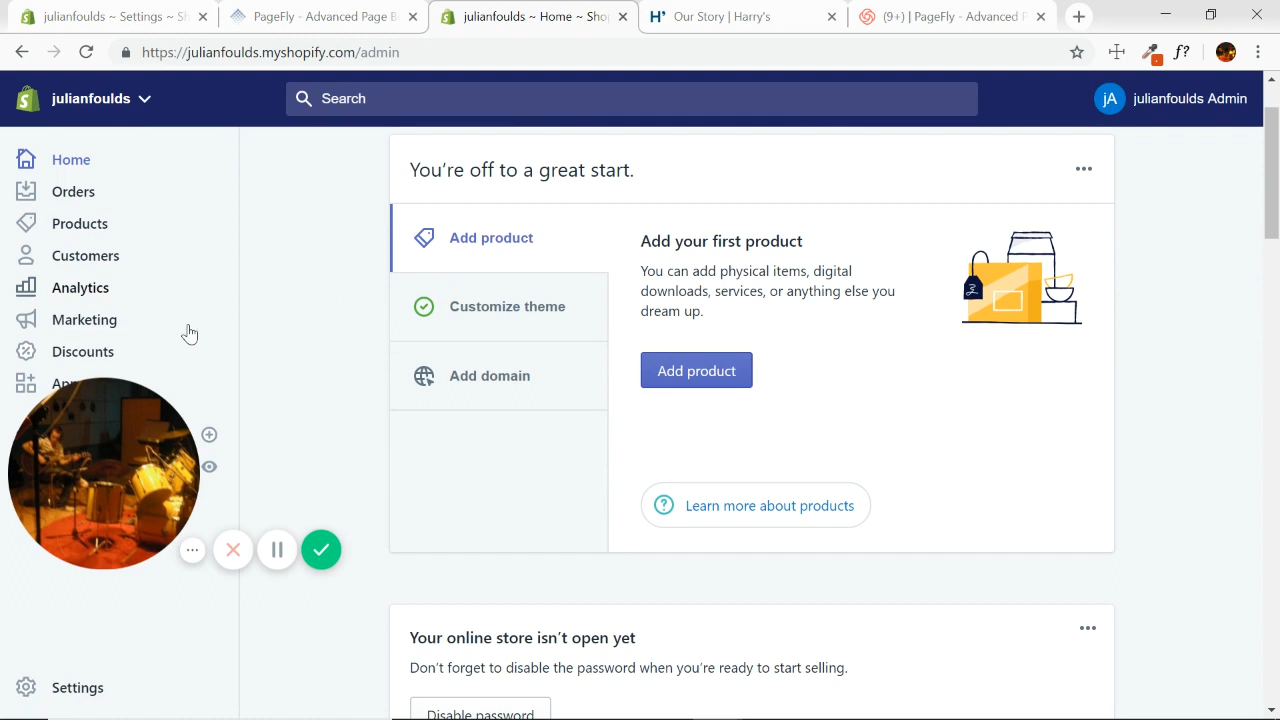 julianfoulds ~ Settings ~ Sh
PageFly - Advanced Page B
julianfoulds ~ Home ~ Sho
H' Our Story | Harry's
(9+) | PageFly - Advanced P
https://julianfoulds.myshopify.com/admin
f?
julianfoulds
Search
jA julianfoulds Admin
Home
Orders
Products
Customers
Analytics
Marketing
Discounts
Settings
You're off to a great start.
Add product
Customize theme
Add domain
Add your first product
You can add physical items, digital
downloads, services, or anything else you
dream up.
Add product
Learn more about products
Your online store isn't open yet
Don't forget to disable the password when you're ready to start selling.
Disable password